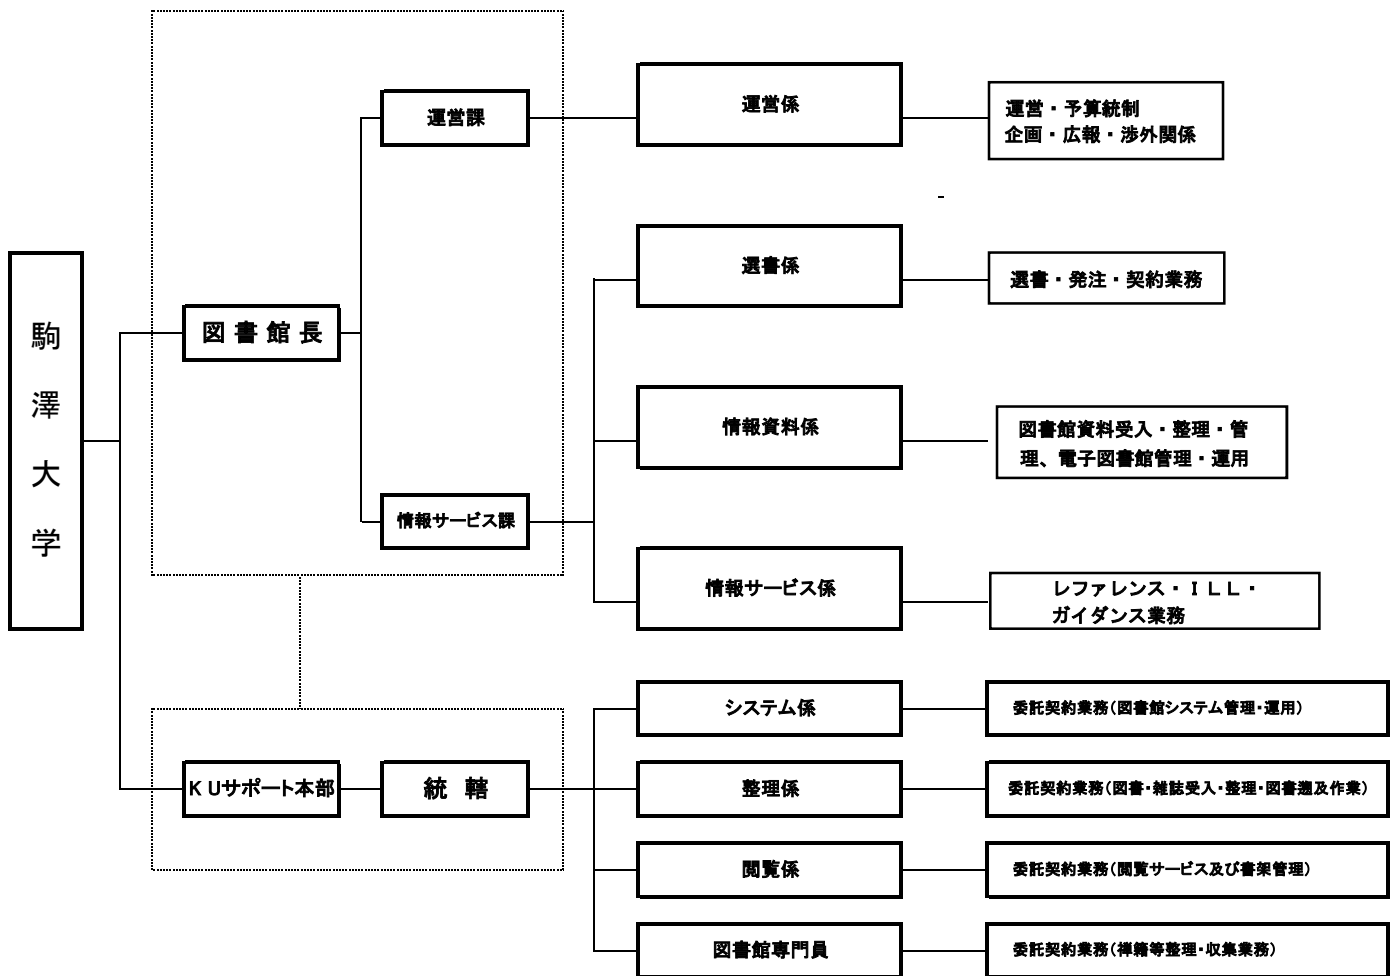 駒澤大学
図書館長
運営課
運営係
運営・予算統制
企画・広報・渉外関係
選書係
選書・発注・契約業務
情報資料係
図書館資料受入・整理・管
理、電子図書館管理・運用
情報サービス課
情報サービス係
レファレンス・ＩＬＬ・
ガイダンス業務
ＫＵサポート本部
統轄
システム係
委託契約業務（図書館システム管理・運用）
整理係
委託契約業務（図書・雑誌受入・整理・図書遡及作業）
閲覧係
委託契約業務（閲覧サービス及び書架管理）
図書館専門員
委託契約業務（禅籍等整理・収集業務）